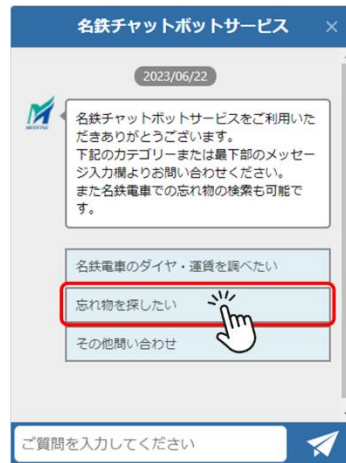 名鉄チャットボットサービス
2023/06/22
MEITETSU
名鉄チャットボットサービスをご利用いた
だきありがとうございます。
下記のカテゴリーまたは最下部のメッセー
ジ入力欄よりお問い合わせください。
また名鉄電車での忘れ物の検索も可能で
す。
名鉄電車のダイヤ・運賃を調べたい
忘れ物を探したい
その他問い合わせ
ご質問を入力してください